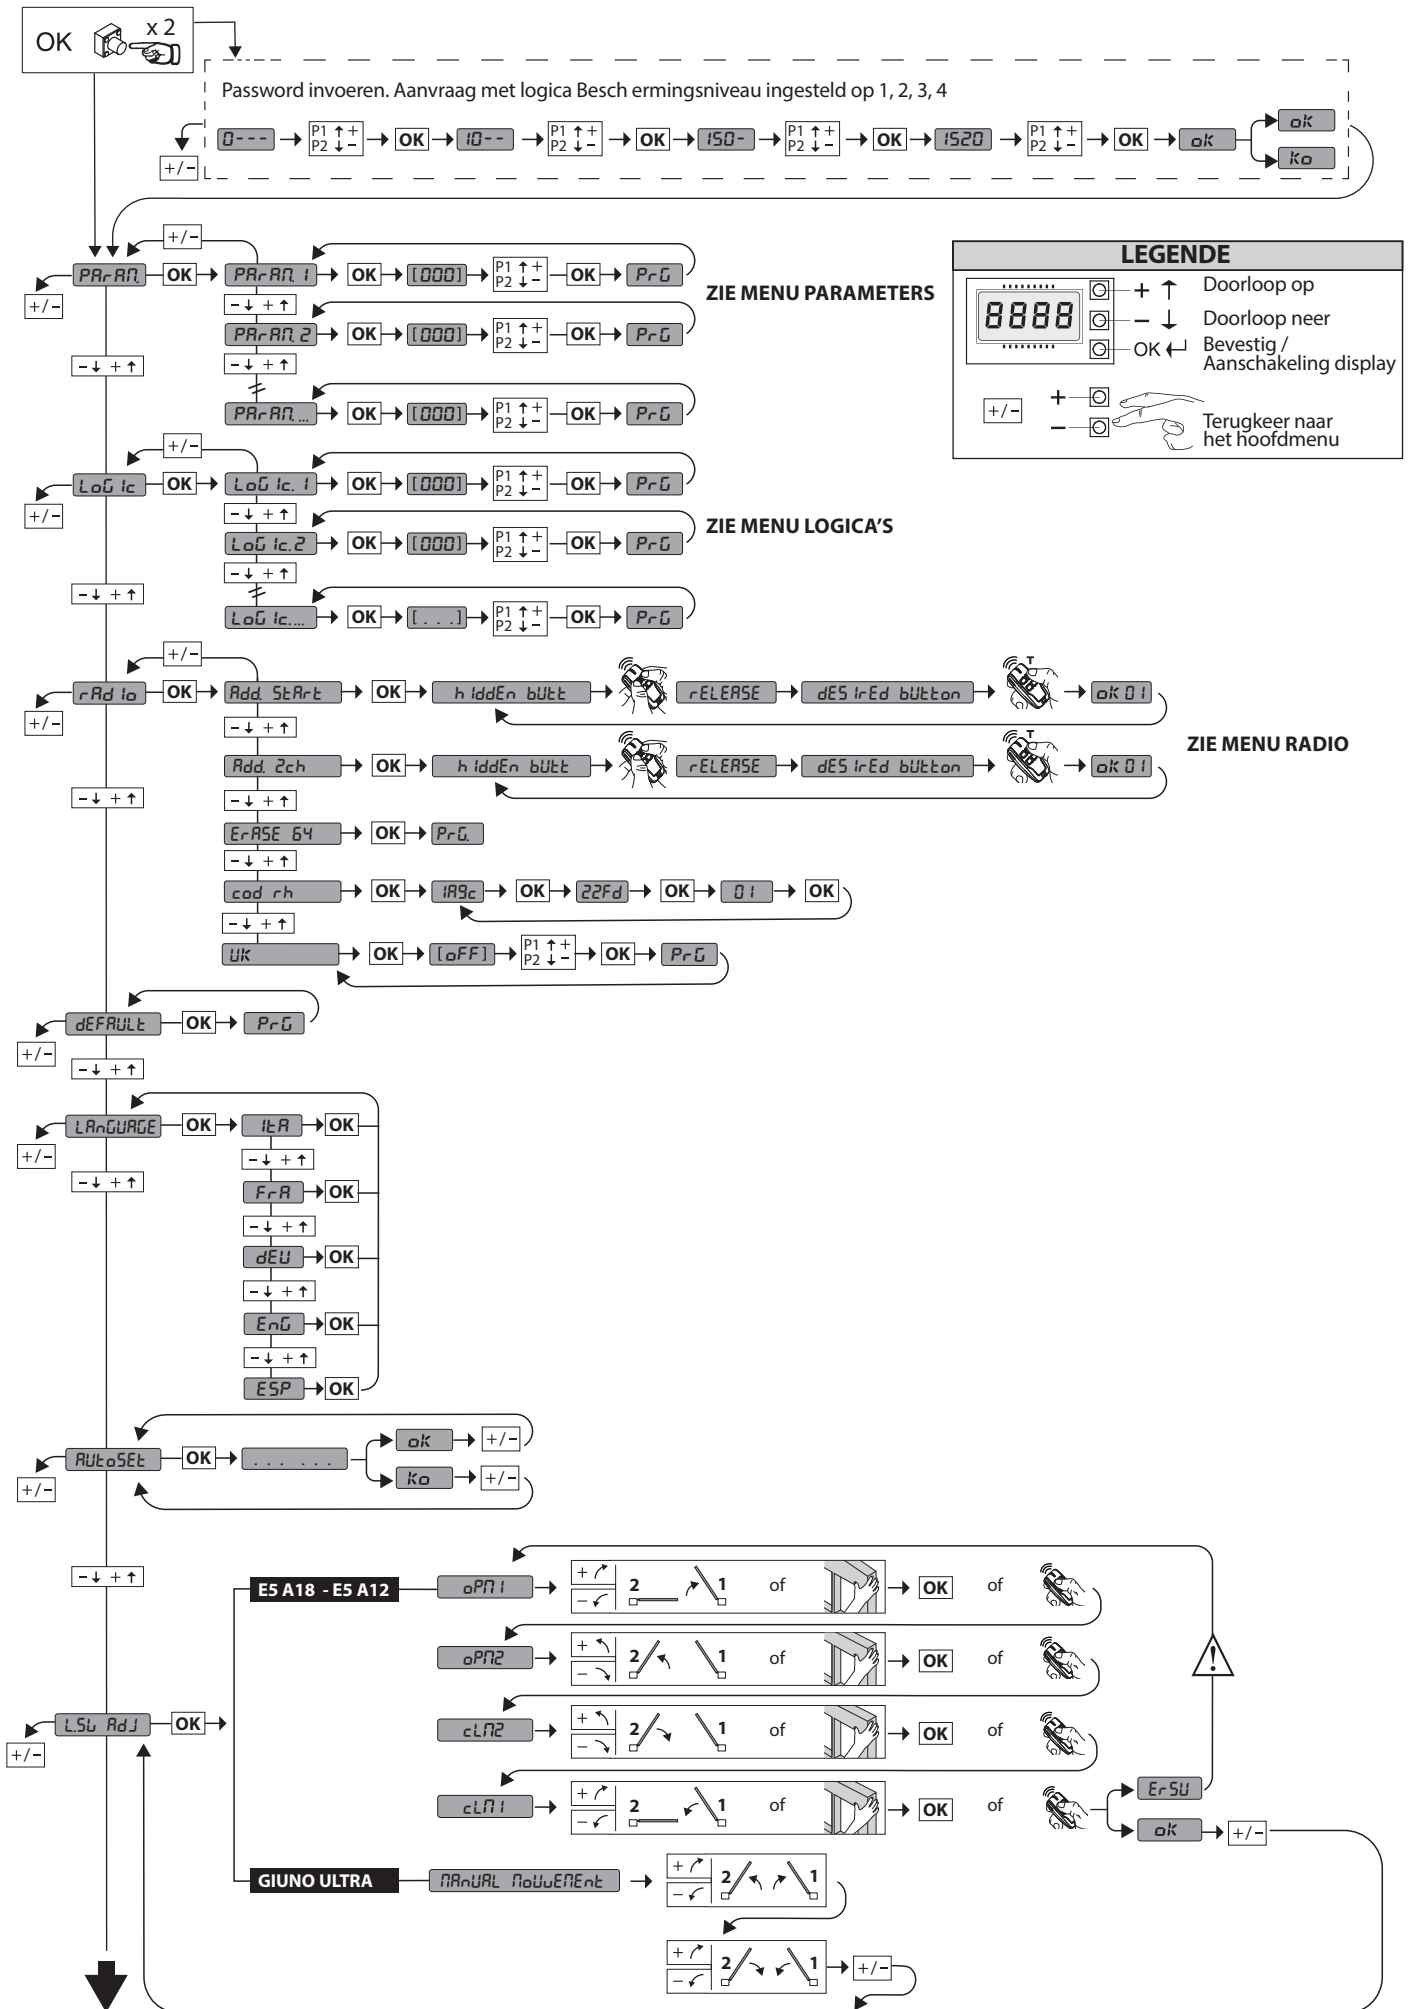 OK x 2
Password invoeren. Aanvraag met logica Besch ermingsniveau ingesteld op 1, 2, 3, 4
0--- P1 ↑ + P2 ↓ − OK 10-- P1 ↑ + P2 ↓ − OK 150- P1 ↑ + P2 ↓ − OK 1520 P1 ↑ + P2 ↓ − OK oK
oK
Ko
+/−
+/−
PArAM. OK PArAM. 1 OK [000] P1 ↑ + P2 ↓ − OK PrG
+/−
− ↓ + ↑
ZIE MENU PARAMETERS
PArAM. 2 OK [000] P1 ↑ + P2 ↓ − OK PrG
− ↓ + ↑
− ↓ + ↑
PArAM. ... OK [000] P1 ↑ + P2 ↓ − OK PrG
LEGENDE
8888
+ ↑ Doorloop op
− ↓ Doorloop neer
OK Bevestig /
Aanschakeling display
+/− + −
Terugkeer naar
het hoofdmenu
+/−
LoGIc OK LoGIc. 1 OK [000] P1 ↑ + P2 ↓ − OK PrG
+/−
− ↓ + ↑
ZIE MENU LOGICA'S
LoGIc.2 OK [000] P1 ↑ + P2 ↓ − OK PrG
− ↓ + ↑
− ↓ + ↑
LoGIc.... OK [. . .] P1 ↑ + P2 ↓ − OK PrG
+/−
rAdIo OK Add. StArt OK hIddEn bUtt rELEASE dESIrEd bUtton T oK 01
+/−
− ↓ + ↑
ZIE MENU RADIO
Add. 2ch OK hIddEn bUtt rELEASE dESIrEd bUtton T oK 01
− ↓ + ↑
− ↓ + ↑
ErASE 64 OK PrG.
− ↓ + ↑
cod rh OK 1A9c OK 22Fd OK 01 OK
− ↓ + ↑
UK OK [oFF] P1 ↑ + P2 ↓ − OK PrG
dEFAULt OK PrG
+/−
− ↓ + ↑
LAnGUAGE OK ItA OK
+/−
− ↓ + ↑
− ↓ + ↑
FrA OK
− ↓ + ↑
dEU OK
− ↓ + ↑
EnG OK
− ↓ + ↑
ESP OK
AUtoSEt OK . . . . . .
oK +/−
Ko +/−
+/−
− ↓ + ↑
E5 A18 - E5 A12 oPM1 + − 2 1 of OK of
oPM2 + − 2 1 of OK of
L.SW AdJ OK
+/−
cLM2 + − 2 1 of OK of
cLM1 + − 2 1 of OK of
ErSW
oK +/−
!
GIUNO ULTRA MAnUAL MoUvEMEnt + − 2 1
+ − 2 1 +/−